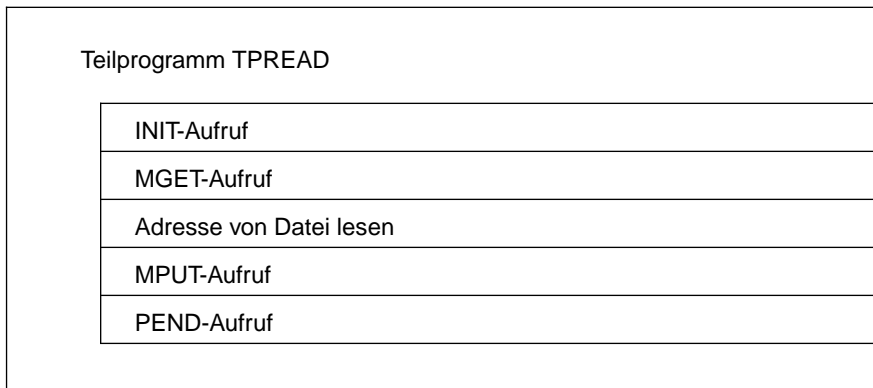 Teilprogramm TPREAD
INIT-Aufruf
MGET-Aufruf
Adresse von Datei lesen
MPUT-Aufruf
PEND-Aufruf